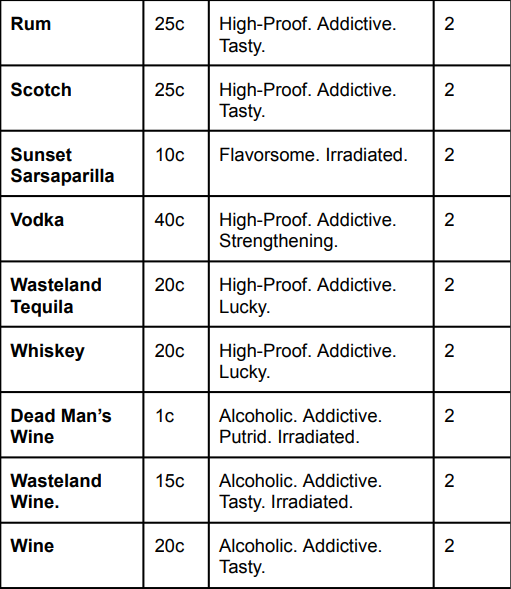 Rum 25c High-Proof. Addictive. 2
Tasty.
Scotch 25c High-Proof. Addictive. 2
Tasty.
Sunset 10c Flavorsome. Irradiated. 2
Sarsaparilla
Vodka 40c High-Proof. Addictive. 2
Strengthening.
Wasteland 20c High-Proof. Addictive. 2
Tequila Lucky.
Whiskey 20c High-Proof. Addictive. 2
Lucky.
Dead Man’s 1c Alcoholic. Addictive. 2
Wine Putrid. Irradiated.
Wasteland 15c Alcoholic. Addictive. 2
Wine. Tasty. Irradiated.
Wine 20c Alcoholic. Addictive. 2
Tasty.